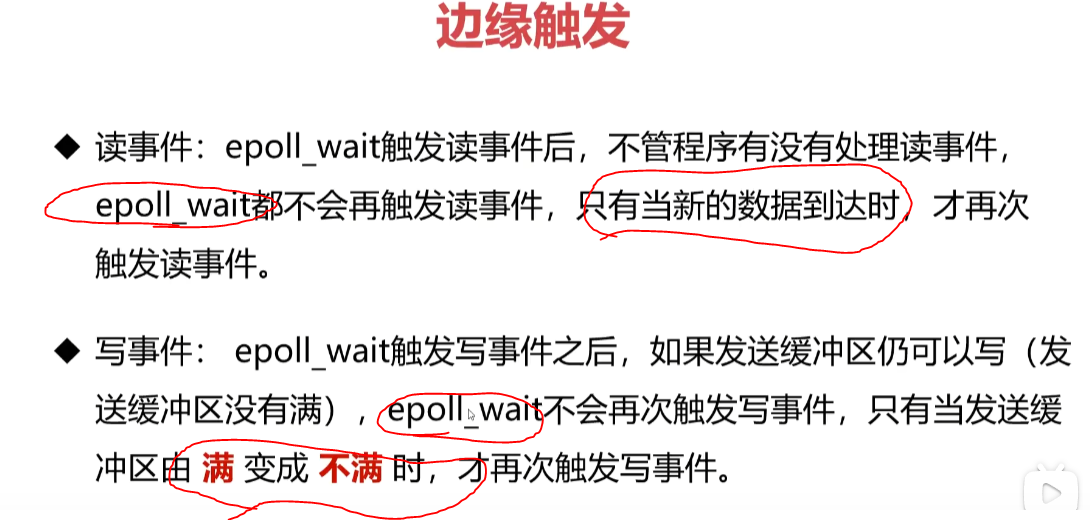 边缘触发
◆ 读事件：epoll_wait触发读事件后，不管程序有没有处理读事件，
epoll_wait都不会再触发读事件，只有当新的数据到达时，才再次
触发读事件。
◆ 写事件： epoll_wait触发写事件之后，如果发送缓冲区仍可以写（发
送缓冲区没有满），epoll_wait不会再次触发写事件，只有当发送缓
冲区由 满 变成 不满 时，才再次触发写事件。